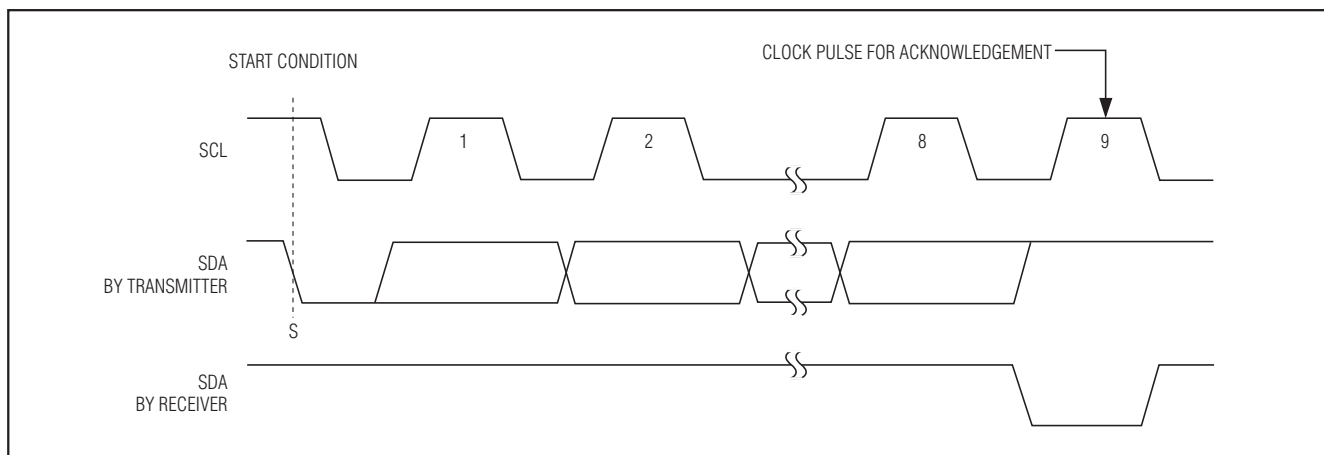 START CONDITION
CLOCK PULSE FOR ACKNOWLEDGEMENT
SCL
1
2
8
9
SDA
BY TRANSMITTER
S
SDA
BY RECEIVER